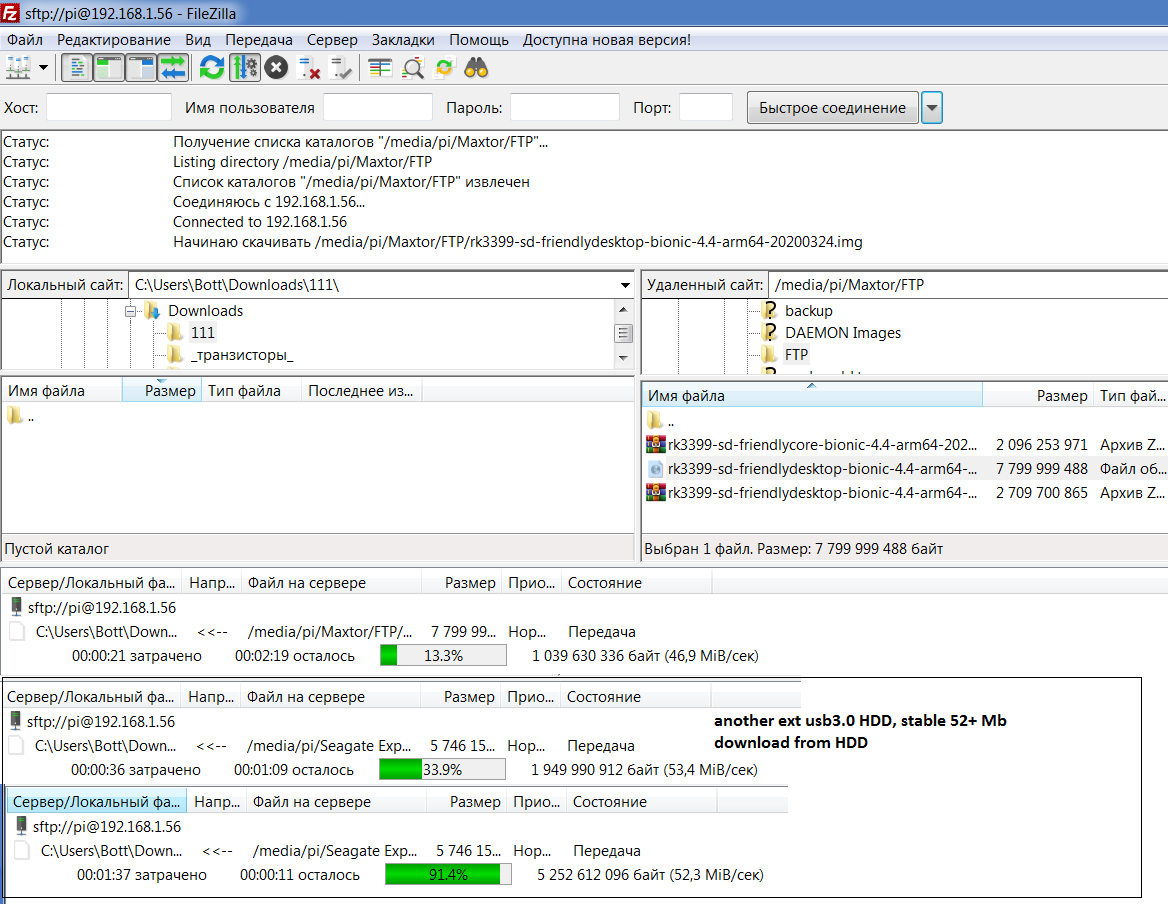 sftp://pi@192.168.1.56 - FileZilla
Файл Редактирование Вид Передача Сервер Закладки Помощь Доступна новая версия!
Хост: Имя пользователя Пароль: Порт: Быстрое соединение
Статус: Получение списка каталогов "/media/pi/Maxtor/FTP"...
Статус: Listing directory /media/pi/Maxtor/FTP
Статус: Список каталогов "/media/pi/Maxtor/FTP" извлечен
Статус: Соединяюсь с 192.168.1.56...
Статус: Connected to 192.168.1.56
Статус: Начинаю скачивать /media/pi/Maxtor/FTP/rk3399-sd-friendlydesktop-bionic-4.4-arm64-20200324.img
Локальный сайт: C:\Users\Bott\Downloads\111\
Downloads
111
_транзисторы_
Имя файла Размер Тип файла Последнее из...
..
Пустой каталог
Удаленный сайт: /media/pi/Maxtor/FTP
backup
DAEMON Images
FTP
Имя файла Размер Тип фай...
..
rk3399-sd-friendlycore-bionic-4.4-arm64-202... 2 096 253 971 Архив Z...
rk3399-sd-friendlydesktop-bionic-4.4-arm64-... 7 799 999 488 Файл об...
rk3399-sd-friendlydesktop-bionic-4.4-arm64-... 2 709 700 865 Архив Z...
Выбран 1 файл. Размер: 7 799 999 488 байт
Сервер/Локальный фа... Напр... Файл на сервере Размер Прио... Состояние
sftp://pi@192.168.1.56
C:\Users\Bott\Down... <<-- /media/pi/Maxtor/FTP/... 7 799 99... Нор... Передача
00:00:21 затрачено 00:02:19 осталось 13.3% 1 039 630 336 байт (46,9 MiB/сек)
Сервер/Локальный фа... Напр... Файл на сервере Размер Прио... Состояние
sftp://pi@192.168.1.56
C:\Users\Bott\Down... <<-- /media/pi/Seagate Exp... 5 746 15... Нор... Передача
00:00:36 затрачено 00:01:09 осталось 33.9% 1 949 990 912 байт (53,4 MiB/сек)
another ext usb3.0 HDD, stable 52+ Mb
download from HDD
Сервер/Локальный фа... Напр... Файл на сервере Размер Прио... Состояние
sftp://pi@192.168.1.56
C:\Users\Bott\Down... <<-- /media/pi/Seagate Exp... 5 746 15... Нор... Передача
00:01:37 затрачено 00:00:11 осталось 91.4% 5 252 612 096 байт (52,3 MiB/сек)